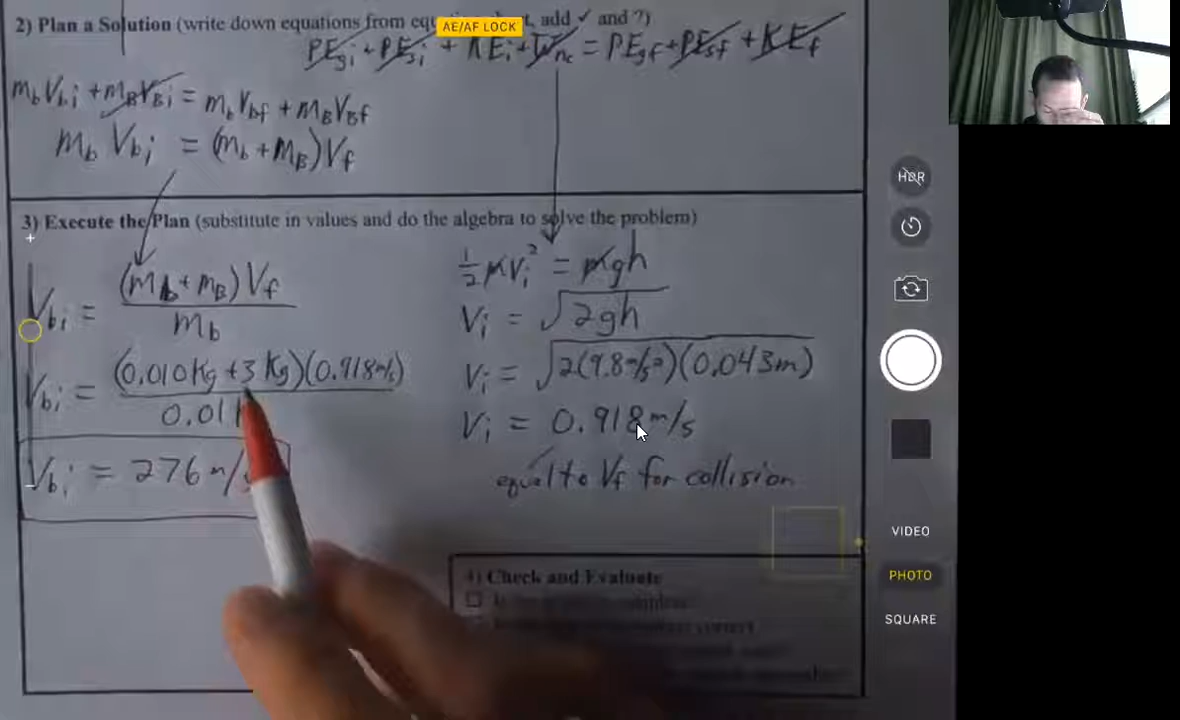 2) Plan a Solution (write down equations from equ t, add ✓ and ?)
AE/AF LOCK
PEgi + PEsi + KEi + Wnc = PEgf + PEsf + KEf
mbVbi + mBVBi = mbVbf + mBVBf
mbVbi = (mb + mB)Vf
3) Execute the Plan (substitute in values and do the algebra to solve the problem)
Vbi = (mb + mB)Vf / mb
Vbi = (0.010 Kg + 3 Kg)(0.918 m/s) / 0.01
Vbi = 276 m/s
½ mVi² = mgh
Vi = √2gh
Vi = √2(9.8 m/s²)(0.043m)
Vi = 0.918 m/s
equal to Vf for collision
4) Check and Evaluate
HDR
VIDEO
PHOTO
SQUARE